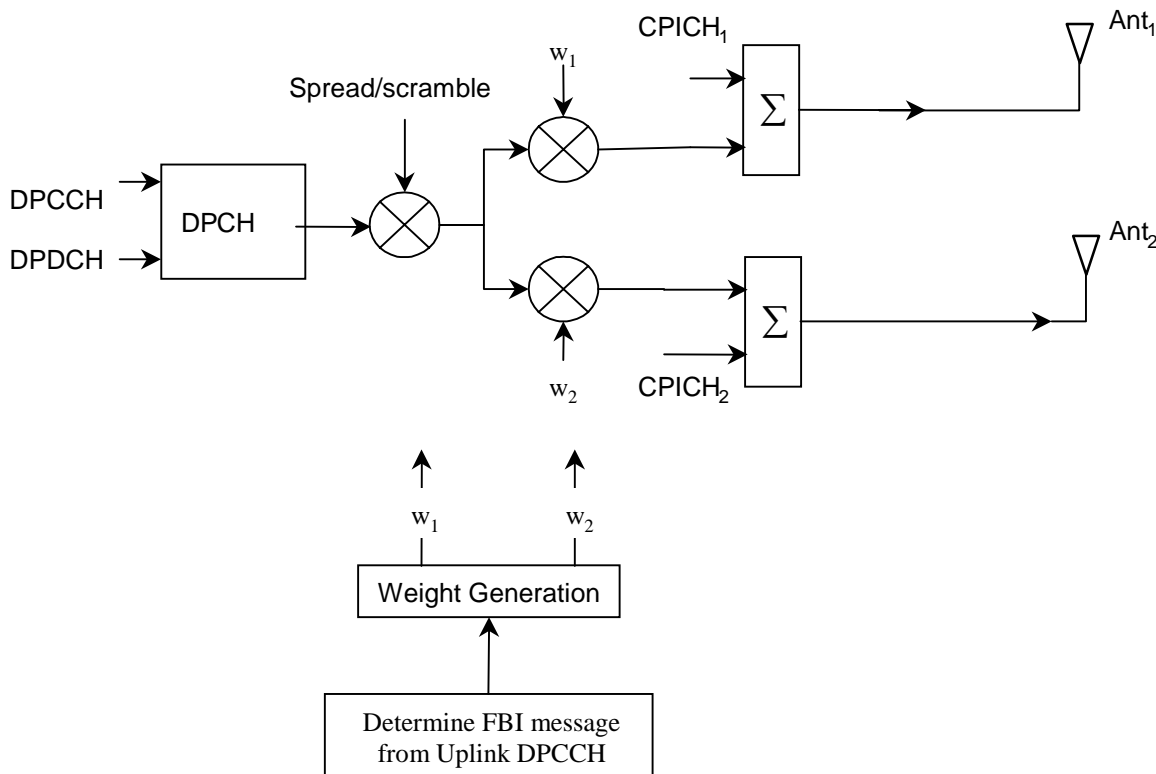 CPICH₁
Ant₁
w₁
Spread/scramble
Σ
DPCCH
DPCH
DPDCH
Ant₂
Σ
w₂
CPICH₂
w₁
w₂
Weight Generation
Determine FBI message
from Uplink DPCCH